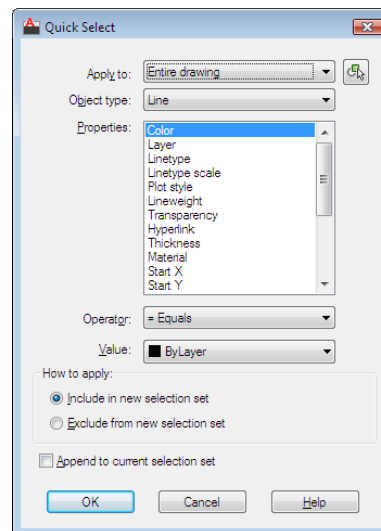 Quick Select
Apply to: Entire drawing
Object type: Line
Properties: Color
Layer
Linetype
Linetype scale
Plot style
Lineweight
Transparency
Hyperlink
Thickness
Material
Start X
Start Y
Operator: = Equals
Value: ByLayer
How to apply:
Include in new selection set
Exclude from new selection set
Append to current selection set
OK Cancel Help